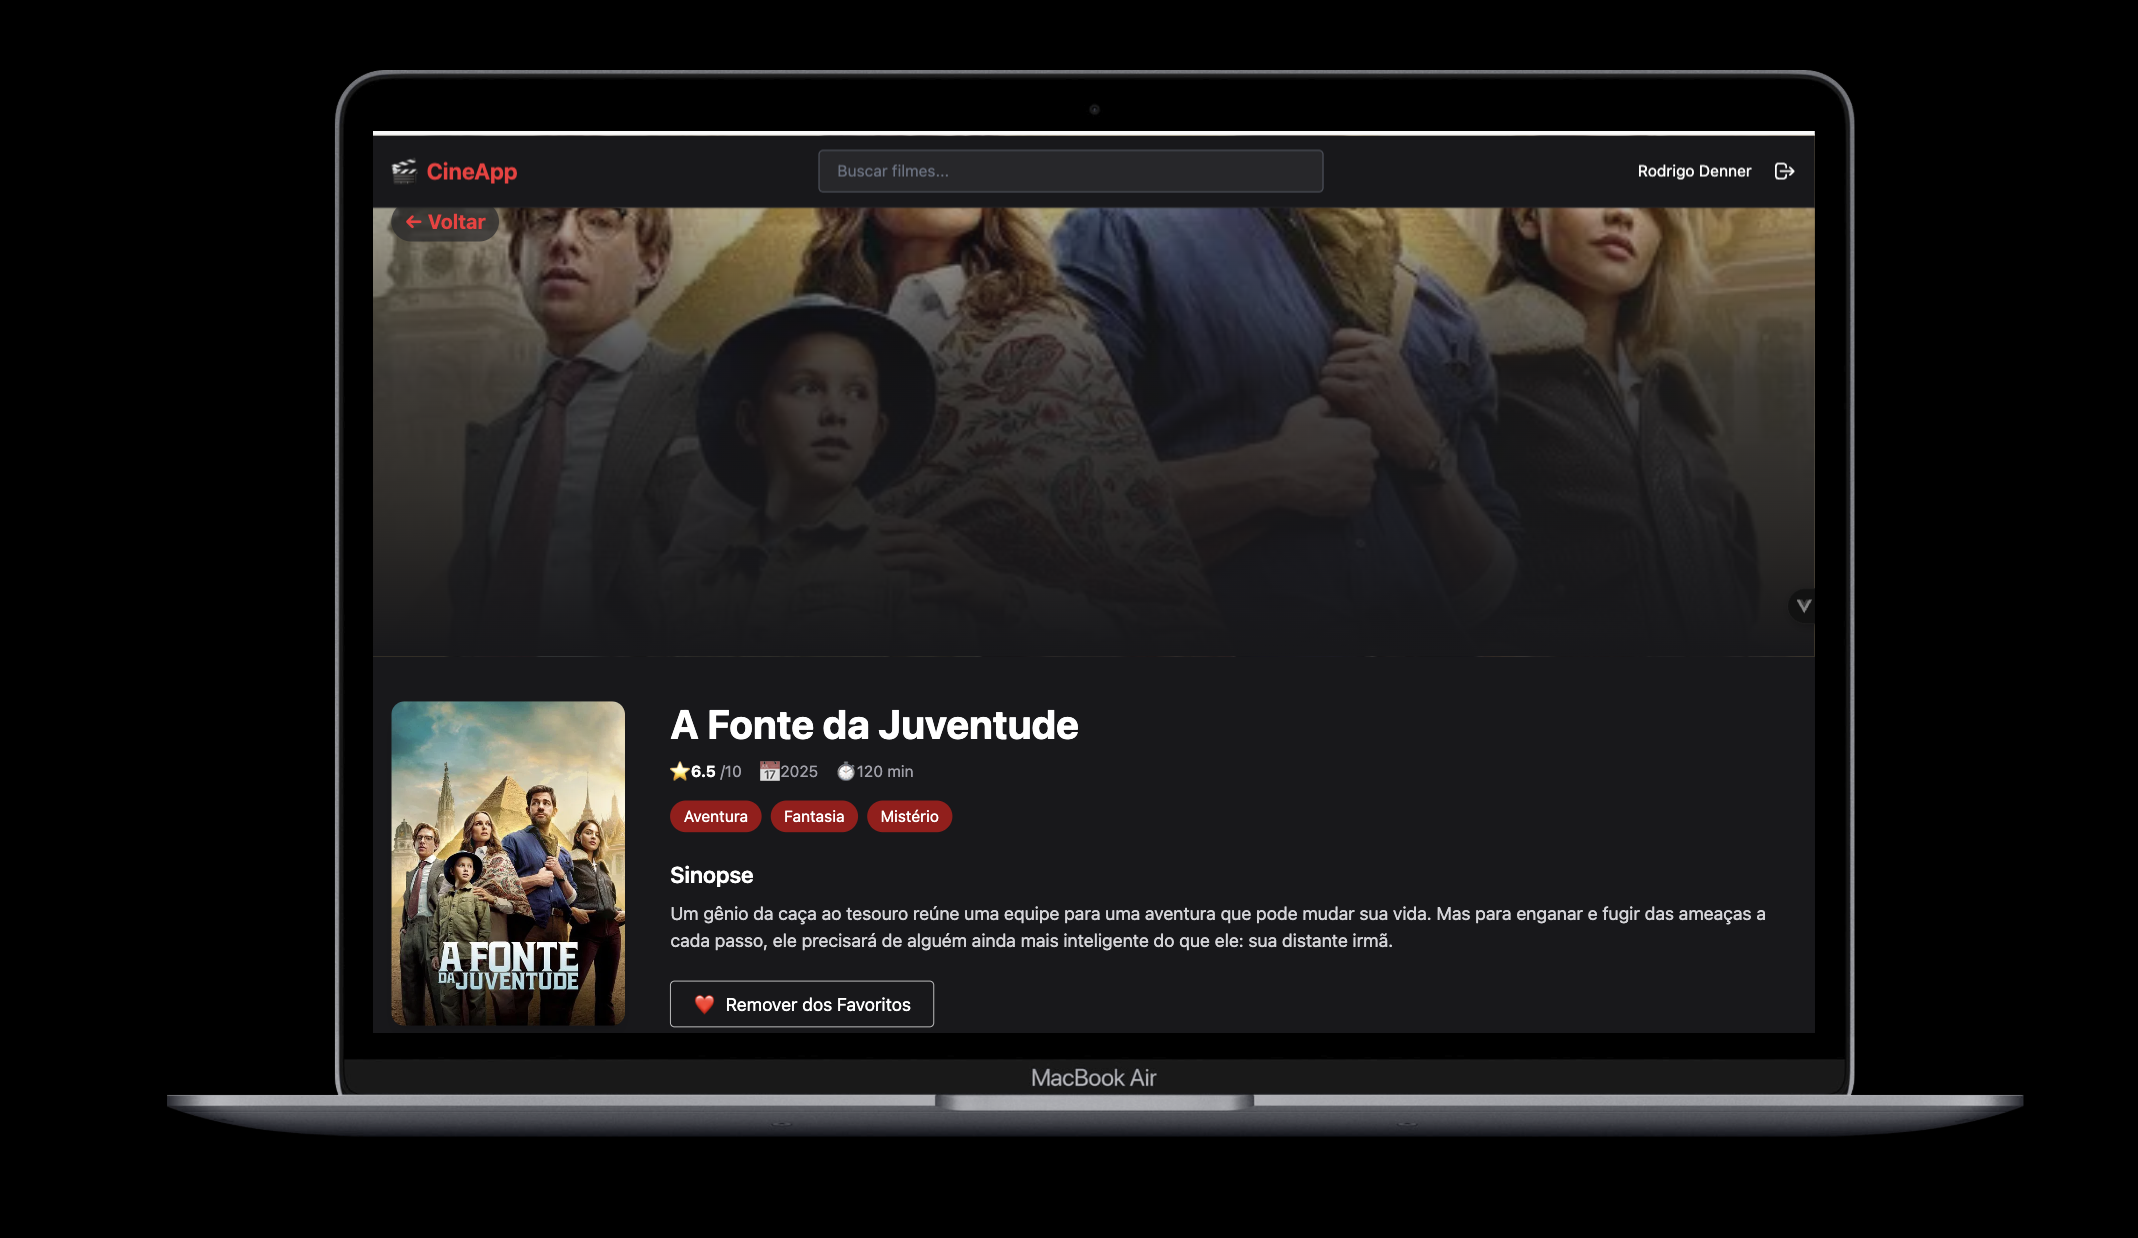 CineApp
Buscar filmes...
Rodrigo Denner
← Voltar
A Fonte da Juventude
⭐6.5 /10 📅2025 ⏱120 min
Aventura Fantasia Mistério
Sinopse
Um gênio da caça ao tesouro reúne uma equipe para uma aventura que pode mudar sua vida. Mas para enganar e fugir das ameaças a
cada passo, ele precisará de alguém ainda mais inteligente do que ele: sua distante irmã.
❤️ Remover dos Favoritos
A FONTE
DA JUVENTUDE
MacBook Air